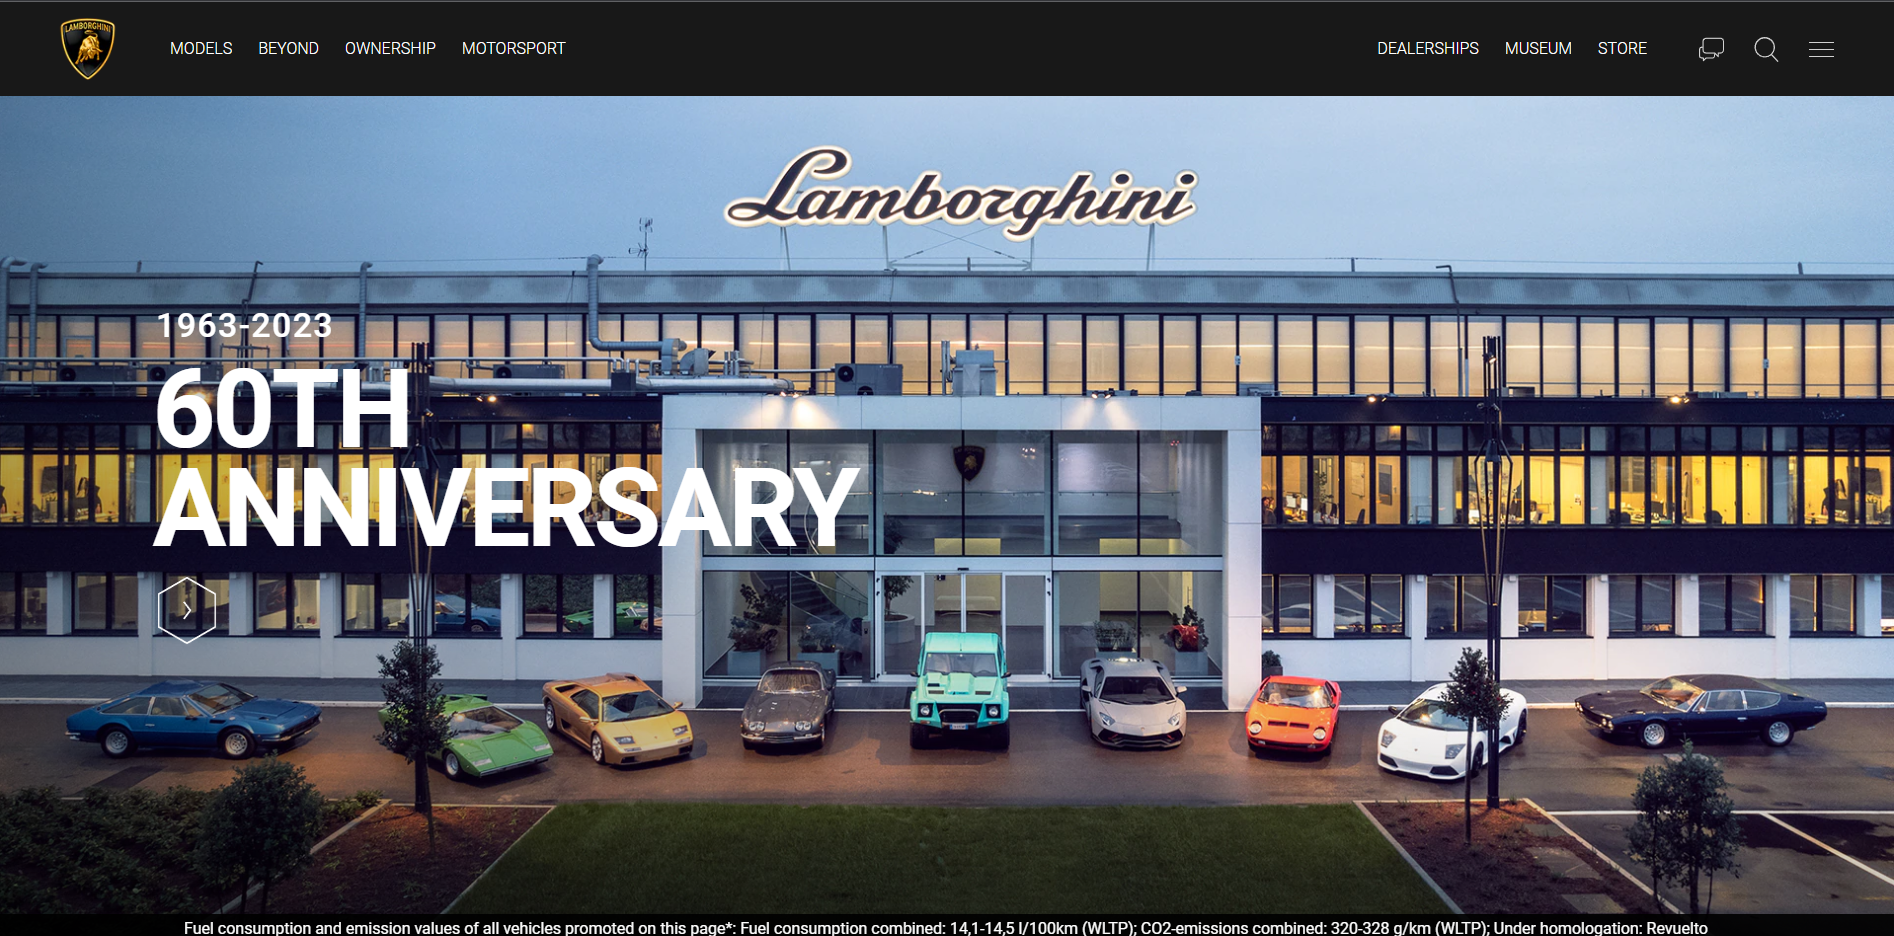 LAMBORGHINI
MODELS BEYOND OWNERSHIP MOTORSPORT
DEALERSHIPS MUSEUM STORE
Lamborghini
1963-2023
60TH
ANNIVERSARY
Fuel consumption and emission values of all vehicles promoted on this page*: Fuel consumption combined: 14,1-14,5 l/100km (WLTP); CO2-emissions combined: 320-328 g/km (WLTP); Under homologation: Revuelto